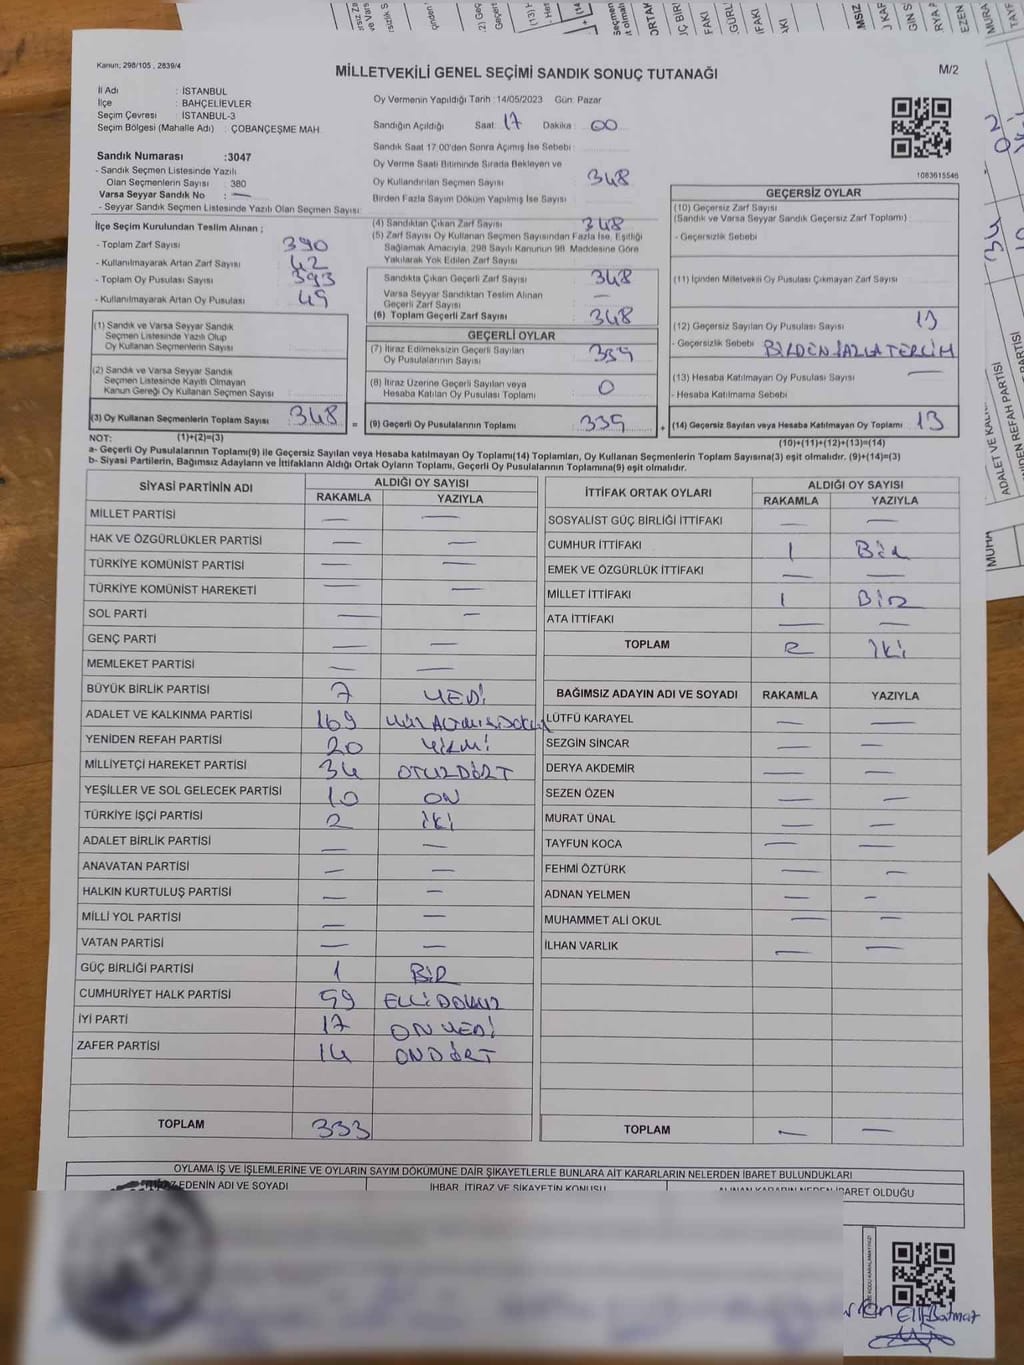 Kanun: 298/105 , 2839/4
MİLLETVEKİLİ GENEL SEÇİMİ SANDIK SONUÇ TUTANAĞI
M/2
İl Adı : İSTANBUL
İlçe : BAHÇELİEVLER
Seçim Çevresi : İSTANBUL-3
Seçim Bölgesi (Mahalle Adı) : ÇOBANÇEŞME MAH.
Sandık Numarası :3047
- Sandık Seçmen Listesinde Yazılı
Olan Seçmenlerin Sayısı : 380
Varsa Seyyar Sandık No : —
- Seyyar Sandık Seçmen Listesinde Yazılı Olan Seçmen Sayısı:
Oy Vermenin Yapıldığı Tarih :14/05/2023 Gün: Pazar
Sandığın Açıldığı Saat: 17 Dakika : 00
Sandık Saat 17.00'den Sonra Açılmış İse Sebebi :
Oy Verme Saati Bitiminde Sırada Bekleyen ve
Oy Kullandırılan Seçmen Sayısı 348
Birden Fazla Sayım Döküm Yapılmış İse Sayısı :
1083615546
İlçe Seçim Kurulundan Teslim Alınan ;
- Toplam Zarf Sayısı 390
- Kullanılmayarak Artan Zarf Sayısı 42
- Toplam Oy Pusulası Sayısı : 393
- Kullanılmayarak Artan Oy Pusulası 49
(1) Sandık ve Varsa Seyyar Sandık
Seçmen Listesinde Yazılı Olup
Oy Kullanan Seçmenlerin Sayısı
(2) Sandık ve Varsa Seyyar Sandık
Seçmen Listesinde Kayıtlı Olmayan
Kanun Gereği Oy Kullanan Seçmen Sayısı
(3) Oy Kullanan Seçmenlerin Toplam Sayısı 348 =
(4) Sandıktan Çıkan Zarf Sayısı 348
(5) Zarf Sayısı Oy Kullanan Seçmen Sayısından Fazla İse, Eşitliği
Sağlamak Amacıyla, 298 Sayılı Kanunun 98. Maddesine Göre
Yakılarak Yok Edilen Zarf Sayısı
Sandıkta Çıkan Geçerli Zarf Sayısı 348
Varsa Seyyar Sandıktan Teslim Alınan
Geçerli Zarf Sayısı —
(6) Toplam Geçerli Zarf Sayısı 348
GEÇERLİ OYLAR
(7) İtiraz Edilmeksizin Geçerli Sayılan
Oy Pusulalarının Sayısı: 335
(8) İtiraz Üzerine Geçerli Sayılan veya
Hesaba Katılan Oy Pusulası Toplamı 0
(9) Geçerli Oy Pusulalarının Toplamı 335 +
GEÇERSİZ OYLAR
(10) Geçersiz Zarf Sayısı
(Sandık ve Varsa Seyyar Sandık Geçersiz Zarf Toplamı)
- Geçersizlik Sebebi :
(11) İçinden Milletvekili Oy Pusulası Çıkmayan Zarf Sayısı
(12) Geçersiz Sayılan Oy Pusulası Sayısı 13
- Geçersizlik Sebebi BİRDEN FAZLA TERCİH
(13) Hesaba Katılmayan Oy Pusulası Sayısı —
- Hesaba Katılmama Sebebi
(14) Geçersiz Sayılan veya Hesaba Katılmayan Oy Toplamı 13
NOT: (1)+(2)=(3)
(10)+(11)+(12)+(13)=(14)
a- Geçerli Oy Pusulalarının Toplamı(9) ile Geçersiz Sayılan veya Hesaba Katılmayan Oy Toplamı(14) Toplamları, Oy Kullanan Seçmenlerin Toplam Sayısına(3) eşit olmalıdır. (9)+(14)=(3)
b- Siyasi Partilerin, Bağımsız Adayların ve İttifakların Aldığı Ortak Oyların Toplamı, Geçerli Oy Pusulalarının Toplamına(9) eşit olmalıdır.
SİYASİ PARTİNİN ADI ALDIĞI OY SAYISI
RAKAMLA YAZIYLA
MİLLET PARTİSİ — —
HAK VE ÖZGÜRLÜKLER PARTİSİ — —
TÜRKİYE KOMÜNİST PARTİSİ — —
TÜRKİYE KOMÜNİST HAREKETİ — —
SOL PARTİ — —
GENÇ PARTİ — —
MEMLEKET PARTİSİ — —
BÜYÜK BİRLİK PARTİSİ 7 YEDİ
ADALET VE KALKINMA PARTİSİ 169 YÜZ ALTMIŞ DOKUZ
YENİDEN REFAH PARTİSİ 20 YİRMİ
MİLLİYETÇİ HAREKET PARTİSİ 34 OTUZDÖRT
YEŞİLLER VE SOL GELECEK PARTİSİ 10 ON
TÜRKİYE İŞÇİ PARTİSİ 2 İKİ
ADALET BİRLİK PARTİSİ — —
ANAVATAN PARTİSİ — —
HALKIN KURTULUŞ PARTİSİ — —
MİLLİ YOL PARTİSİ — —
VATAN PARTİSİ — —
GÜÇ BİRLİĞİ PARTİSİ 1 BİR
CUMHURİYET HALK PARTİSİ 59 ELLİ DOKUZ
İYİ PARTİ 17 ON YEDİ
ZAFER PARTİSİ 14 ONDÖRT
TOPLAM 333
İTTİFAK ORTAK OYLARI ALDIĞI OY SAYISI
RAKAMLA YAZIYLA
SOSYALİST GÜÇ BİRLİĞİ İTTİFAKI — —
CUMHUR İTTİFAKI 1 Bir
EMEK VE ÖZGÜRLÜK İTTİFAKI — —
MİLLET İTTİFAKI 1 BİR
ATA İTTİFAKI — —
TOPLAM 2 İKİ
BAĞIMSIZ ADAYIN ADI VE SOYADI RAKAMLA YAZIYLA
LÜTFÜ KARAYEL — —
SEZGİN SİNCAR — —
DERYA AKDEMİR — —
SEZEN ÖZEN — —
MURAT ÜNAL — —
TAYFUN KOCA — —
FEHMİ ÖZTÜRK — —
ADNAN YELMEN — —
MUHAMMET ALİ OKUL — —
İLHAN VARLIK — —
TOPLAM — —
OYLAMA İŞ VE İŞLEMLERİNE VE OYLARIN SAYIM DÖKÜMÜNE DAİR ŞİKAYETLERLE BUNLARA AİT KARARLARIN NELERDEN İBARET BULUNDUKLARI
EDENİN ADI VE SOYADI
İHBAR, İTİRAZ VE ŞİKAYETİN KONUSU
ALINAN KARARIN NEDEN İBARET OLDUĞU
ADALET VE KALK
NİDEN REFAH PARTİSİ
PARTİSİ
MUHA